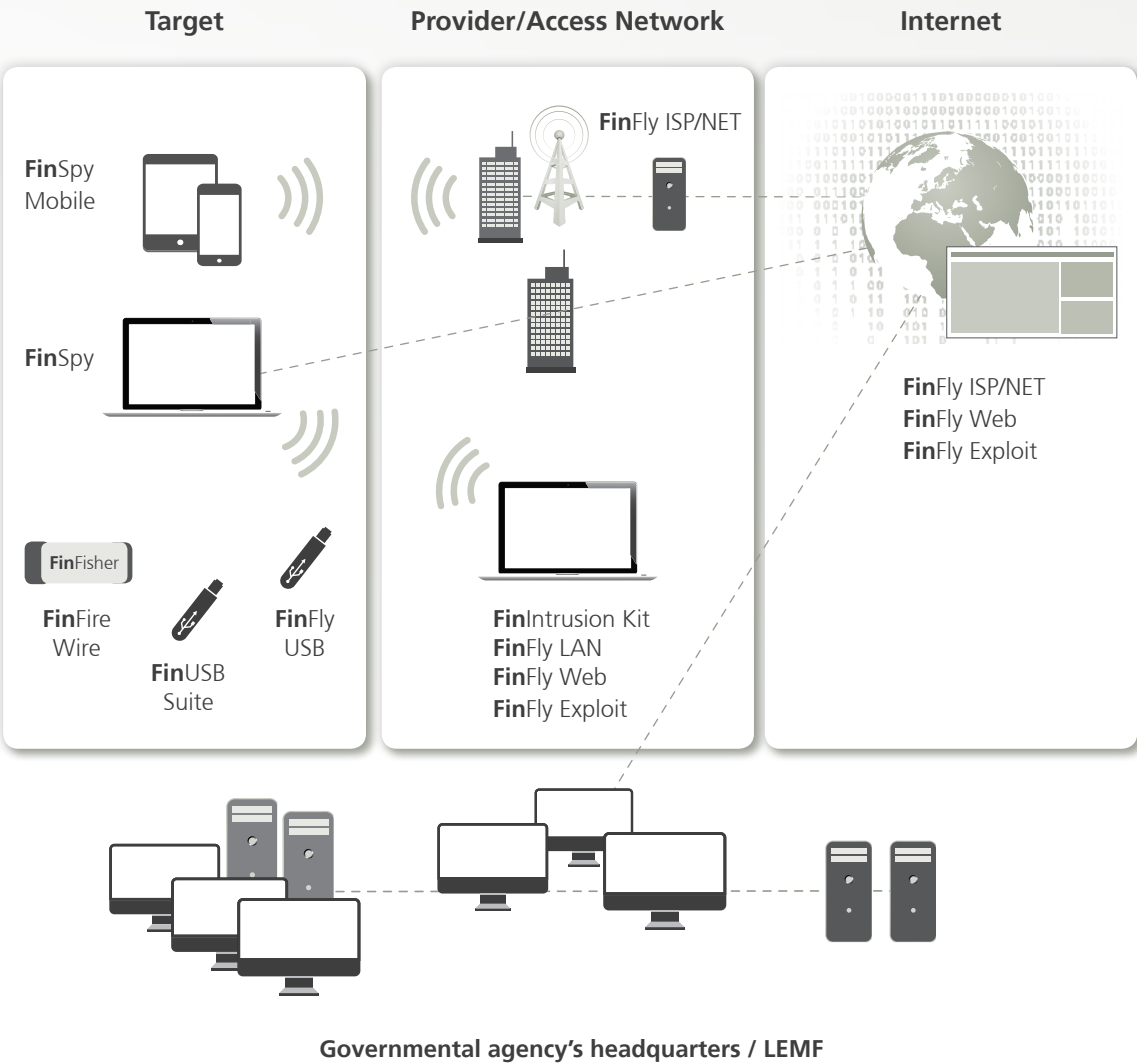 Target
Provider/Access Network
Internet
FinSpy
Mobile
FinSpy
FinFisher
FinFire
Wire
FinUSB
Suite
FinFly
USB
FinFly ISP/NET
FinIntrusion Kit
FinFly LAN
FinFly Web
FinFly Exploit
FinFly ISP/NET
FinFly Web
FinFly Exploit
Governmental agency's headquarters / LEMF